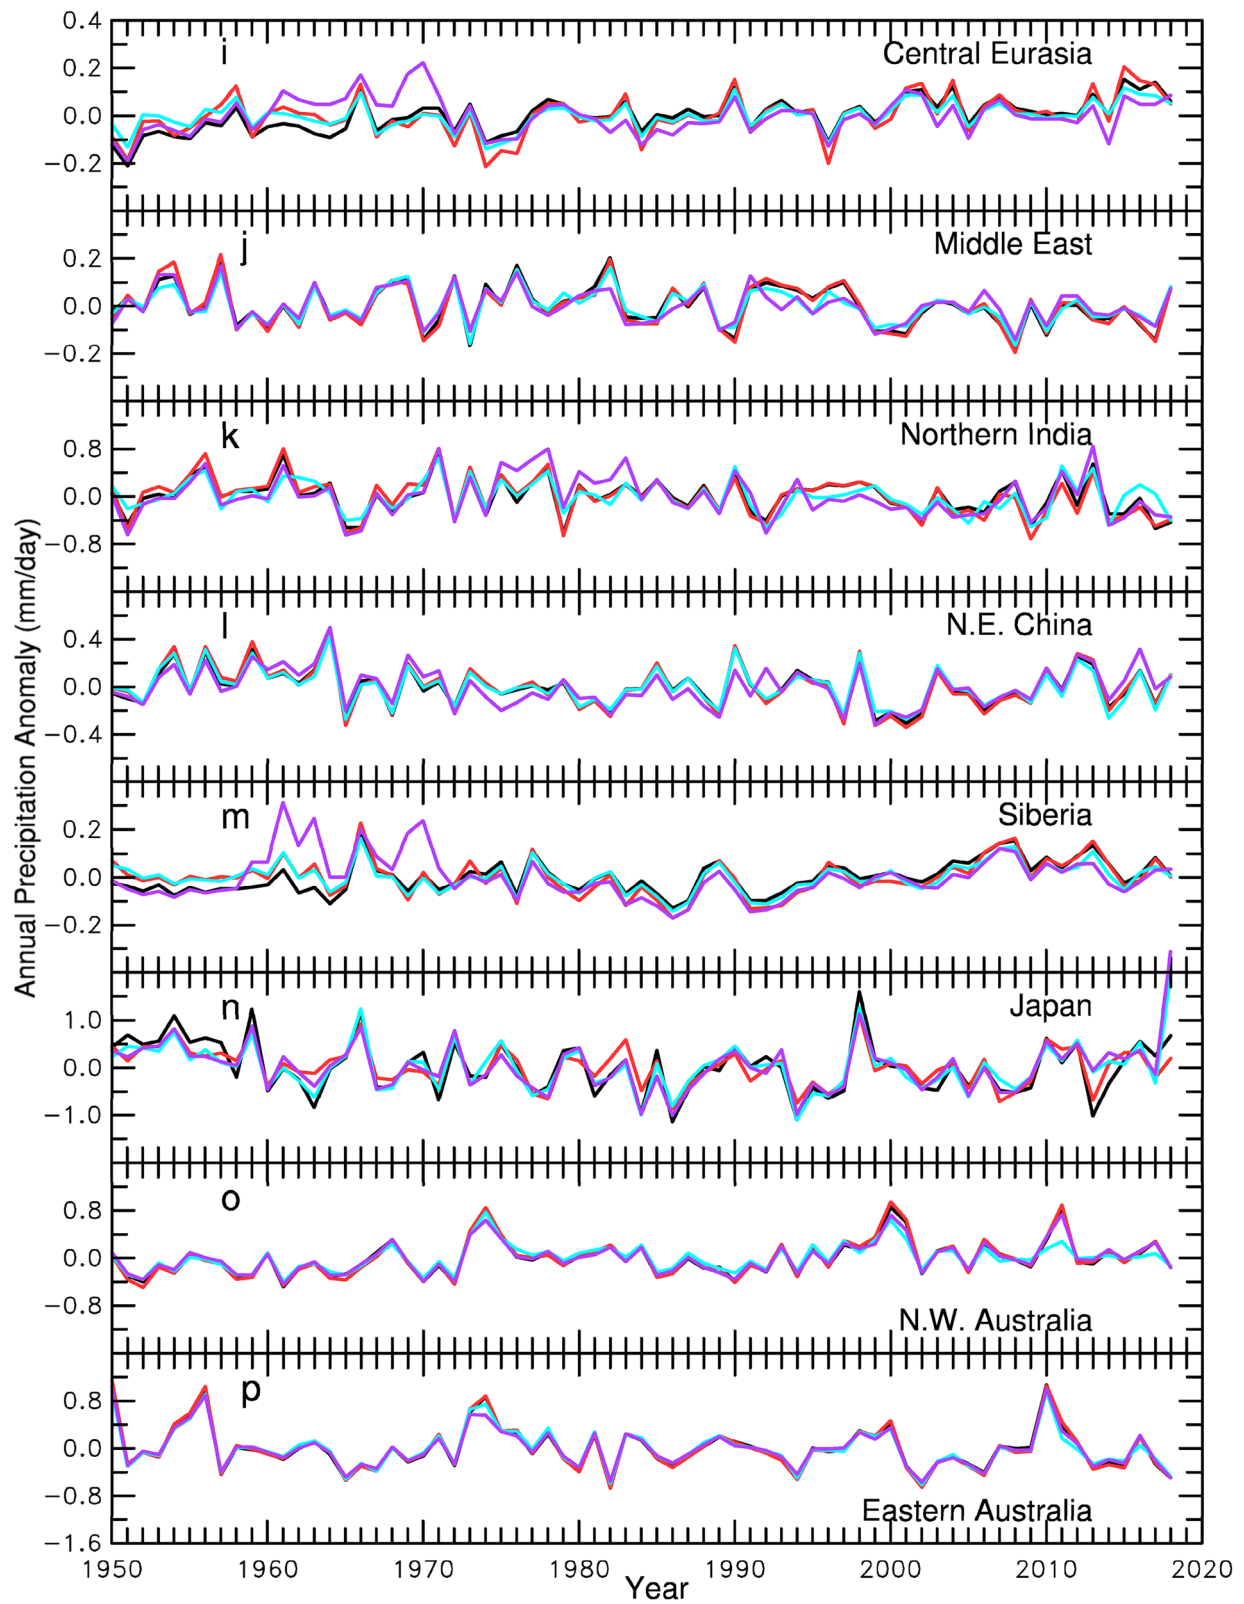 0.4
i
Central Eurasia
0.2
0.0
−0.2
j
Middle East
0.2
0.0
−0.2
k
Northern India
0.8
0.0
−0.8
l
N.E. China
0.4
0.0
−0.4
m
Siberia
0.2
0.0
−0.2
n
Japan
1.0
0.0
−1.0
o
0.8
0.0
−0.8
N.W. Australia
p
0.8
0.0
−0.8
Eastern Australia
−1.6
Annual Precipitation Anomaly (mm/day)
1950 1960 1970 1980 1990 2000 2010 2020
Year